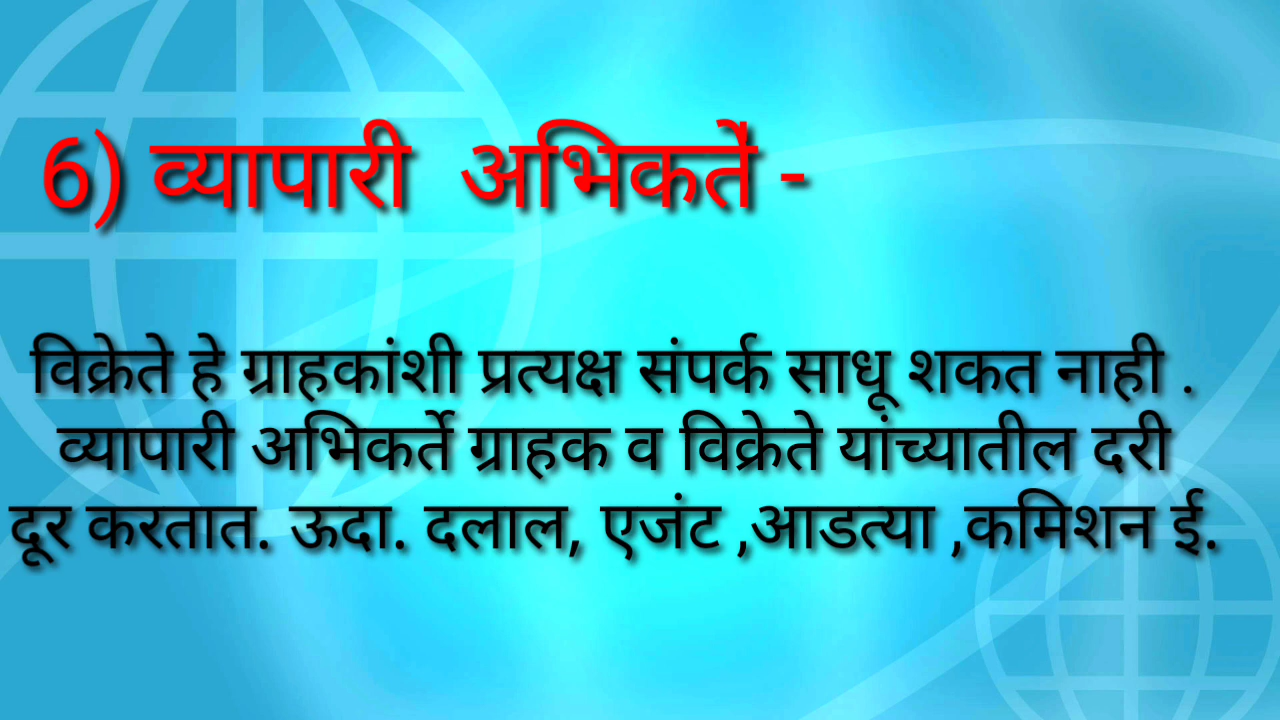 6) व्यापारी अभिकर्ते -
विक्रेते हे ग्राहकांशी प्रत्यक्ष संपर्क साधू शकत नाही .
व्यापारी अभिकर्ते ग्राहक व विक्रेते यांच्यातील दरी
दूर करतात. ऊदा. दलाल, एजंट ,आडत्या ,कमिशन ई.